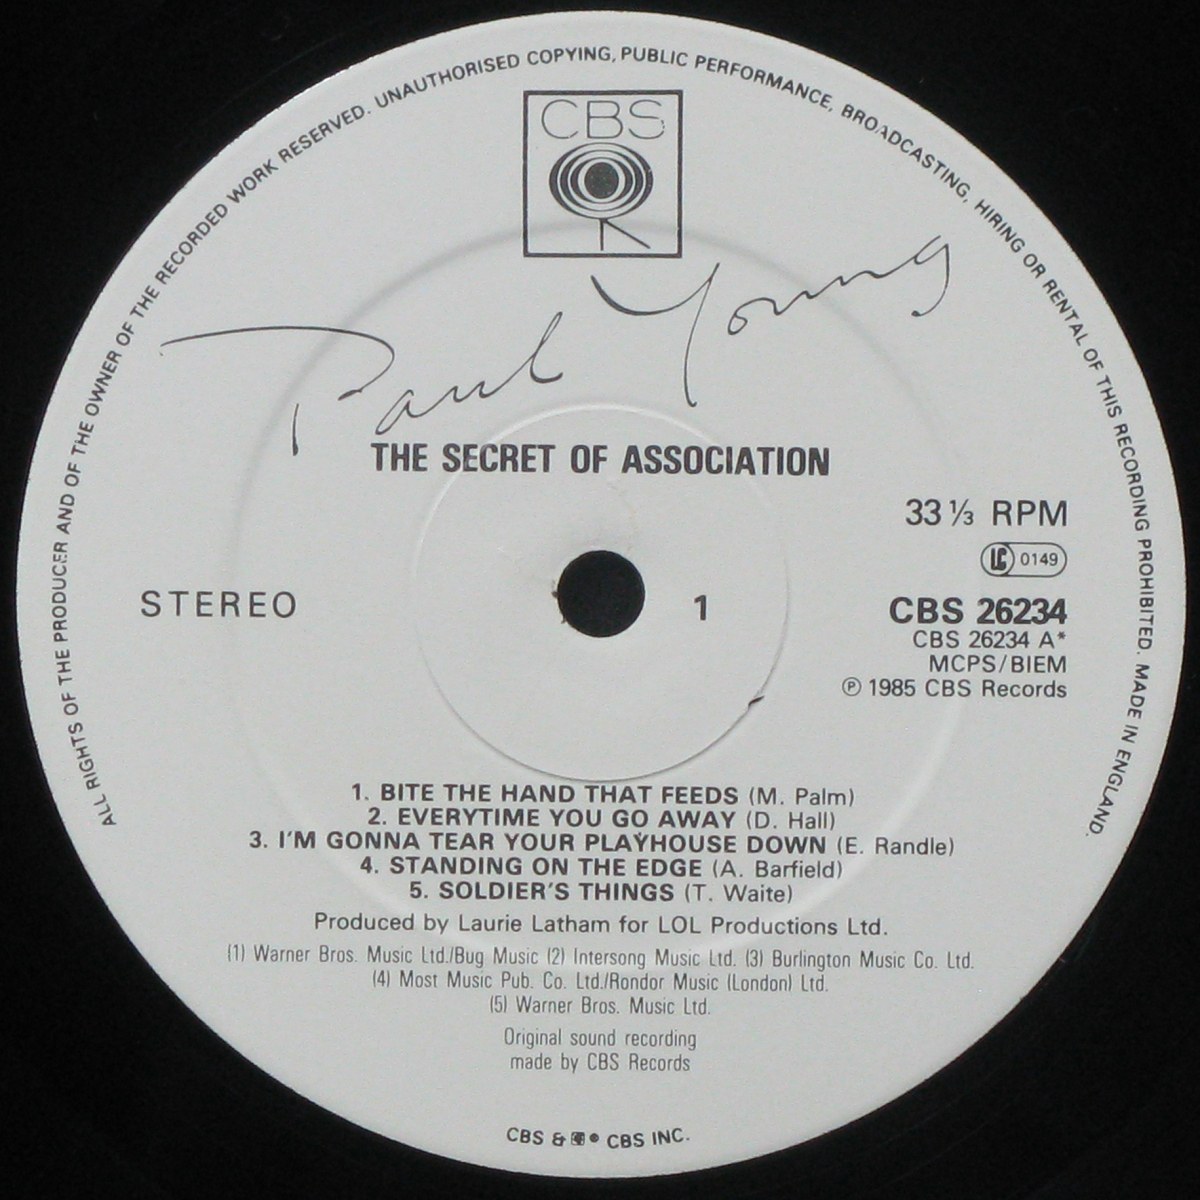 ALL RIGHTS OF THE PRODUCER AND OF THE OWNER OF THE RECORDED WORK RESERVED. UNAUTHORISED COPYING, PUBLIC PERFORMANCE, BROADCASTING, HIRING OR RENTAL OF THIS RECORDING PROHIBITED. MADE IN ENGLAND.
CBS
Paul Young
THE SECRET OF ASSOCIATION
33 ⅓ RPM
LC 0149
STEREO
1
CBS 26234
CBS 26234 A*
MCPS/BIEM
℗ 1985 CBS Records
1. BITE THE HAND THAT FEEDS (M. Palm)
2. EVERYTIME YOU GO AWAY (D. Hall)
3. I'M GONNA TEAR YOUR PLAYHOUSE DOWN (E. Randle)
4. STANDING ON THE EDGE (A. Barfield)
5. SOLDIER'S THINGS (T. Waite)
Produced by Laurie Latham for LOL Productions Ltd.
(1) Warner Bros. Music Ltd./Bug Music (2) Intersong Music Ltd. (3) Burlington Music Co. Ltd.
(4) Most Music Pub. Co. Ltd./Rondor Music (London) Ltd.
(5) Warner Bros. Music Ltd.
Original sound recording
made by CBS Records
CBS & CBS INC.